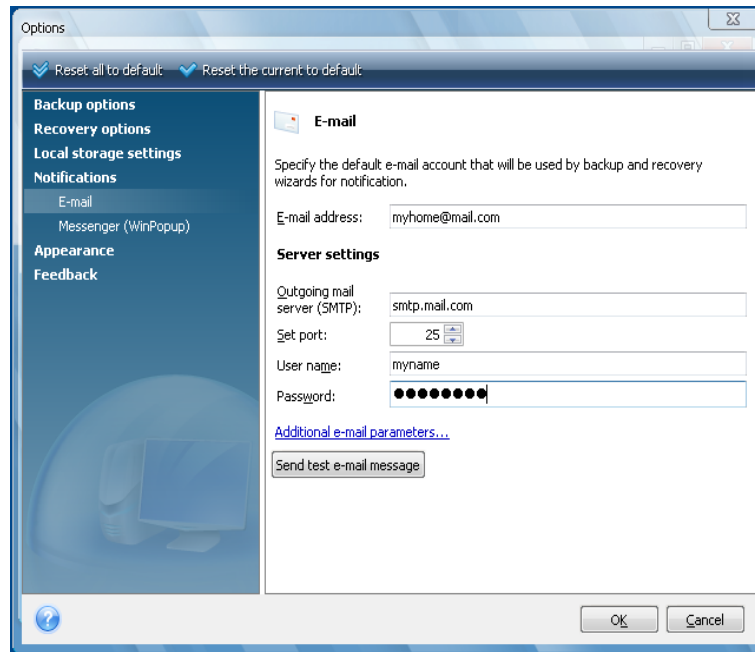 Options
Reset all to default Reset the current to default
Backup options
Recovery options
Local storage settings
Notifications
E-mail
Messenger (WinPopup)
Appearance
Feedback
E-mail
Specify the default e-mail account that will be used by backup and recovery
wizards for notification.
E-mail address: myhome@mail.com
Server settings
Outgoing mail
server (SMTP): smtp.mail.com
Set port: 25
User name: myname
Password: ●●●●●●●●
Additional e-mail parameters...
Send test e-mail message
? OK Cancel